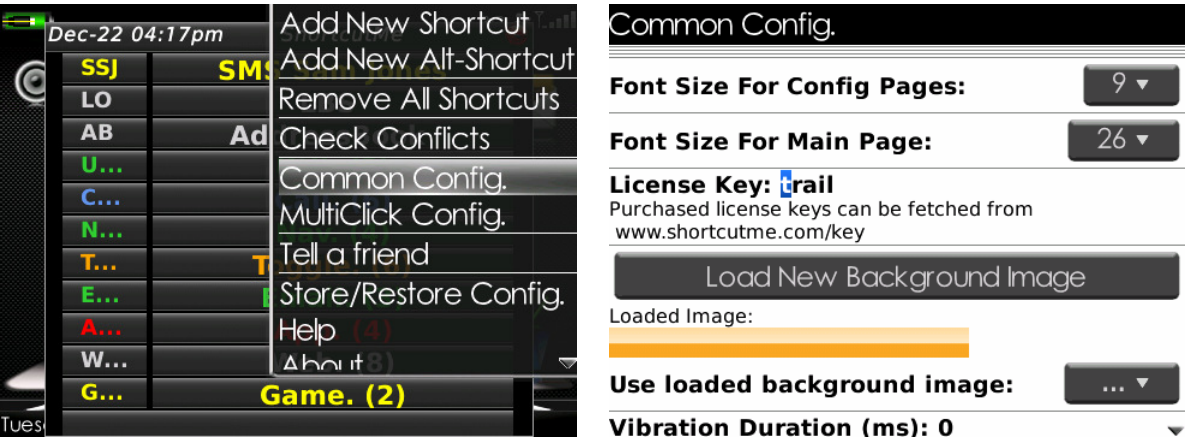 Dec-22 04:17pm
SSJ
LO
AB
U...
C...
N...
T...
E...
A...
W...
G...
Game. (2)
Add New Shortcut
Add New Alt-Shortcut
Remove All Shortcuts
Check Conflicts
Common Config.
MultiClick Config.
Tell a friend
Store/Restore Config.
Help
About
Common Config.
Font Size For Config Pages: 9
Font Size For Main Page: 26
License Key: trail
Purchased license keys can be fetched from
www.shortcutme.com/key
Load New Background Image
Loaded Image:
Use loaded background image: ...
Vibration Duration (ms): 0